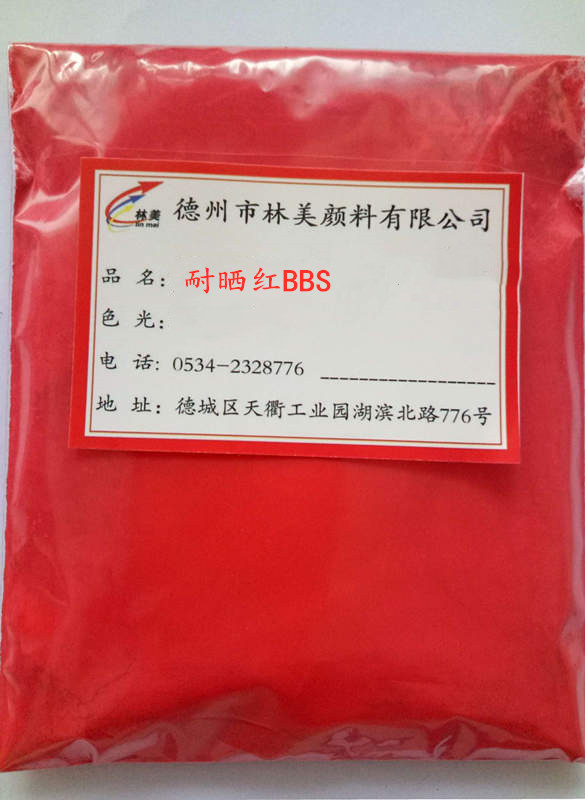 林美
lin mei
德州市林美颜料有限公司
品 名：耐晒红BBS
色 光：
电 话：0534-2328776
地 址：德城区天衢工业园湖滨北路776号